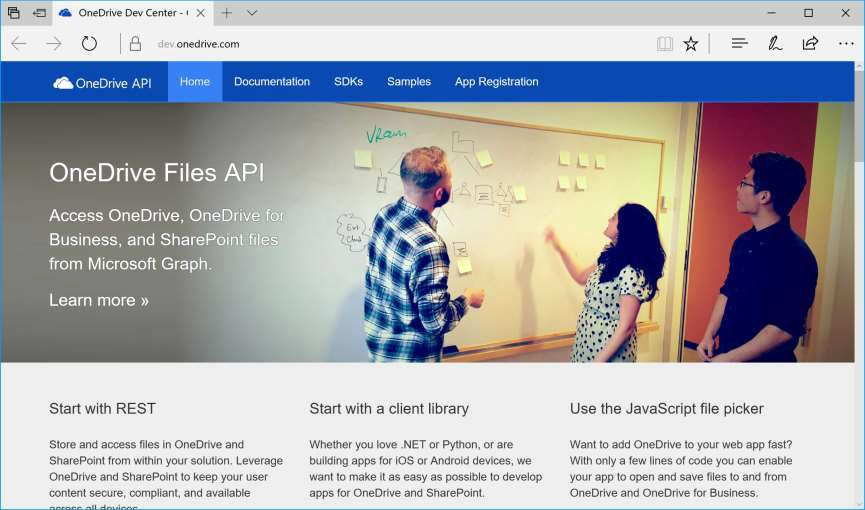 OneDrive Dev Center - (
dev.onedrive.com
OneDrive API
Home
Documentation
SDKs
Samples
App Registration
OneDrive Files API
Access OneDrive, OneDrive for
Business, and SharePoint files
from Microsoft Graph.
Learn more »
Ext
Cloud
Start with REST
Store and access files in OneDrive and
SharePoint from within your solution. Leverage
OneDrive and SharePoint to keep your user
content secure, compliant, and available
across all devices.
Start with a client library
Whether you love .NET or Python, or are
building apps for iOS or Android devices, we
want to make it as easy as possible to develop
apps for OneDrive and SharePoint.
Use the JavaScript file picker
Want to add OneDrive to your web app fast?
With only a few lines of code you can enable
your app to open and save files to and from
OneDrive and OneDrive for Business.